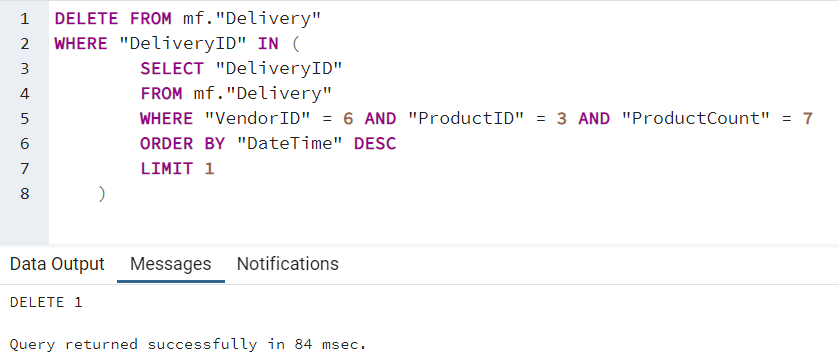 1 DELETE FROM mf."Delivery"
2 WHERE "DeliveryID" IN (
3 SELECT "DeliveryID"
4 FROM mf."Delivery"
5 WHERE "VendorID" = 6 AND "ProductID" = 3 AND "ProductCount" = 7
6 ORDER BY "DateTime" DESC
7 LIMIT 1
8 )
Data Output Messages Notifications
DELETE 1
Query returned successfully in 84 msec.